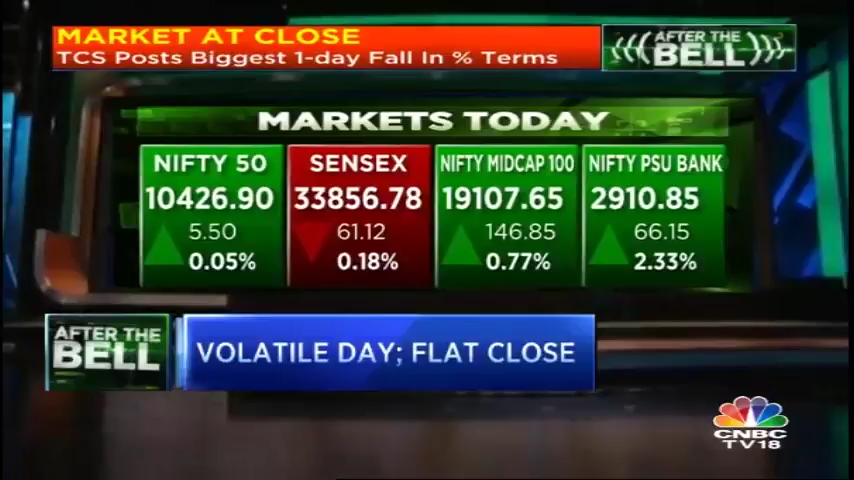 MARKET AT CLOSE
TCS Posts Biggest 1-day Fall In % Terms
AFTER THE
BELL
MARKETS TODAY
NIFTY 50
10426.90
5.50
0.05%
SENSEX
33856.78
61.12
0.18%
NIFTY MIDCAP 100
19107.65
146.85
0.77%
NIFTY PSU BANK
2910.85
66.15
2.33%
AFTER THE
BELL
VOLATILE DAY; FLAT CLOSE
CNBC
TV18